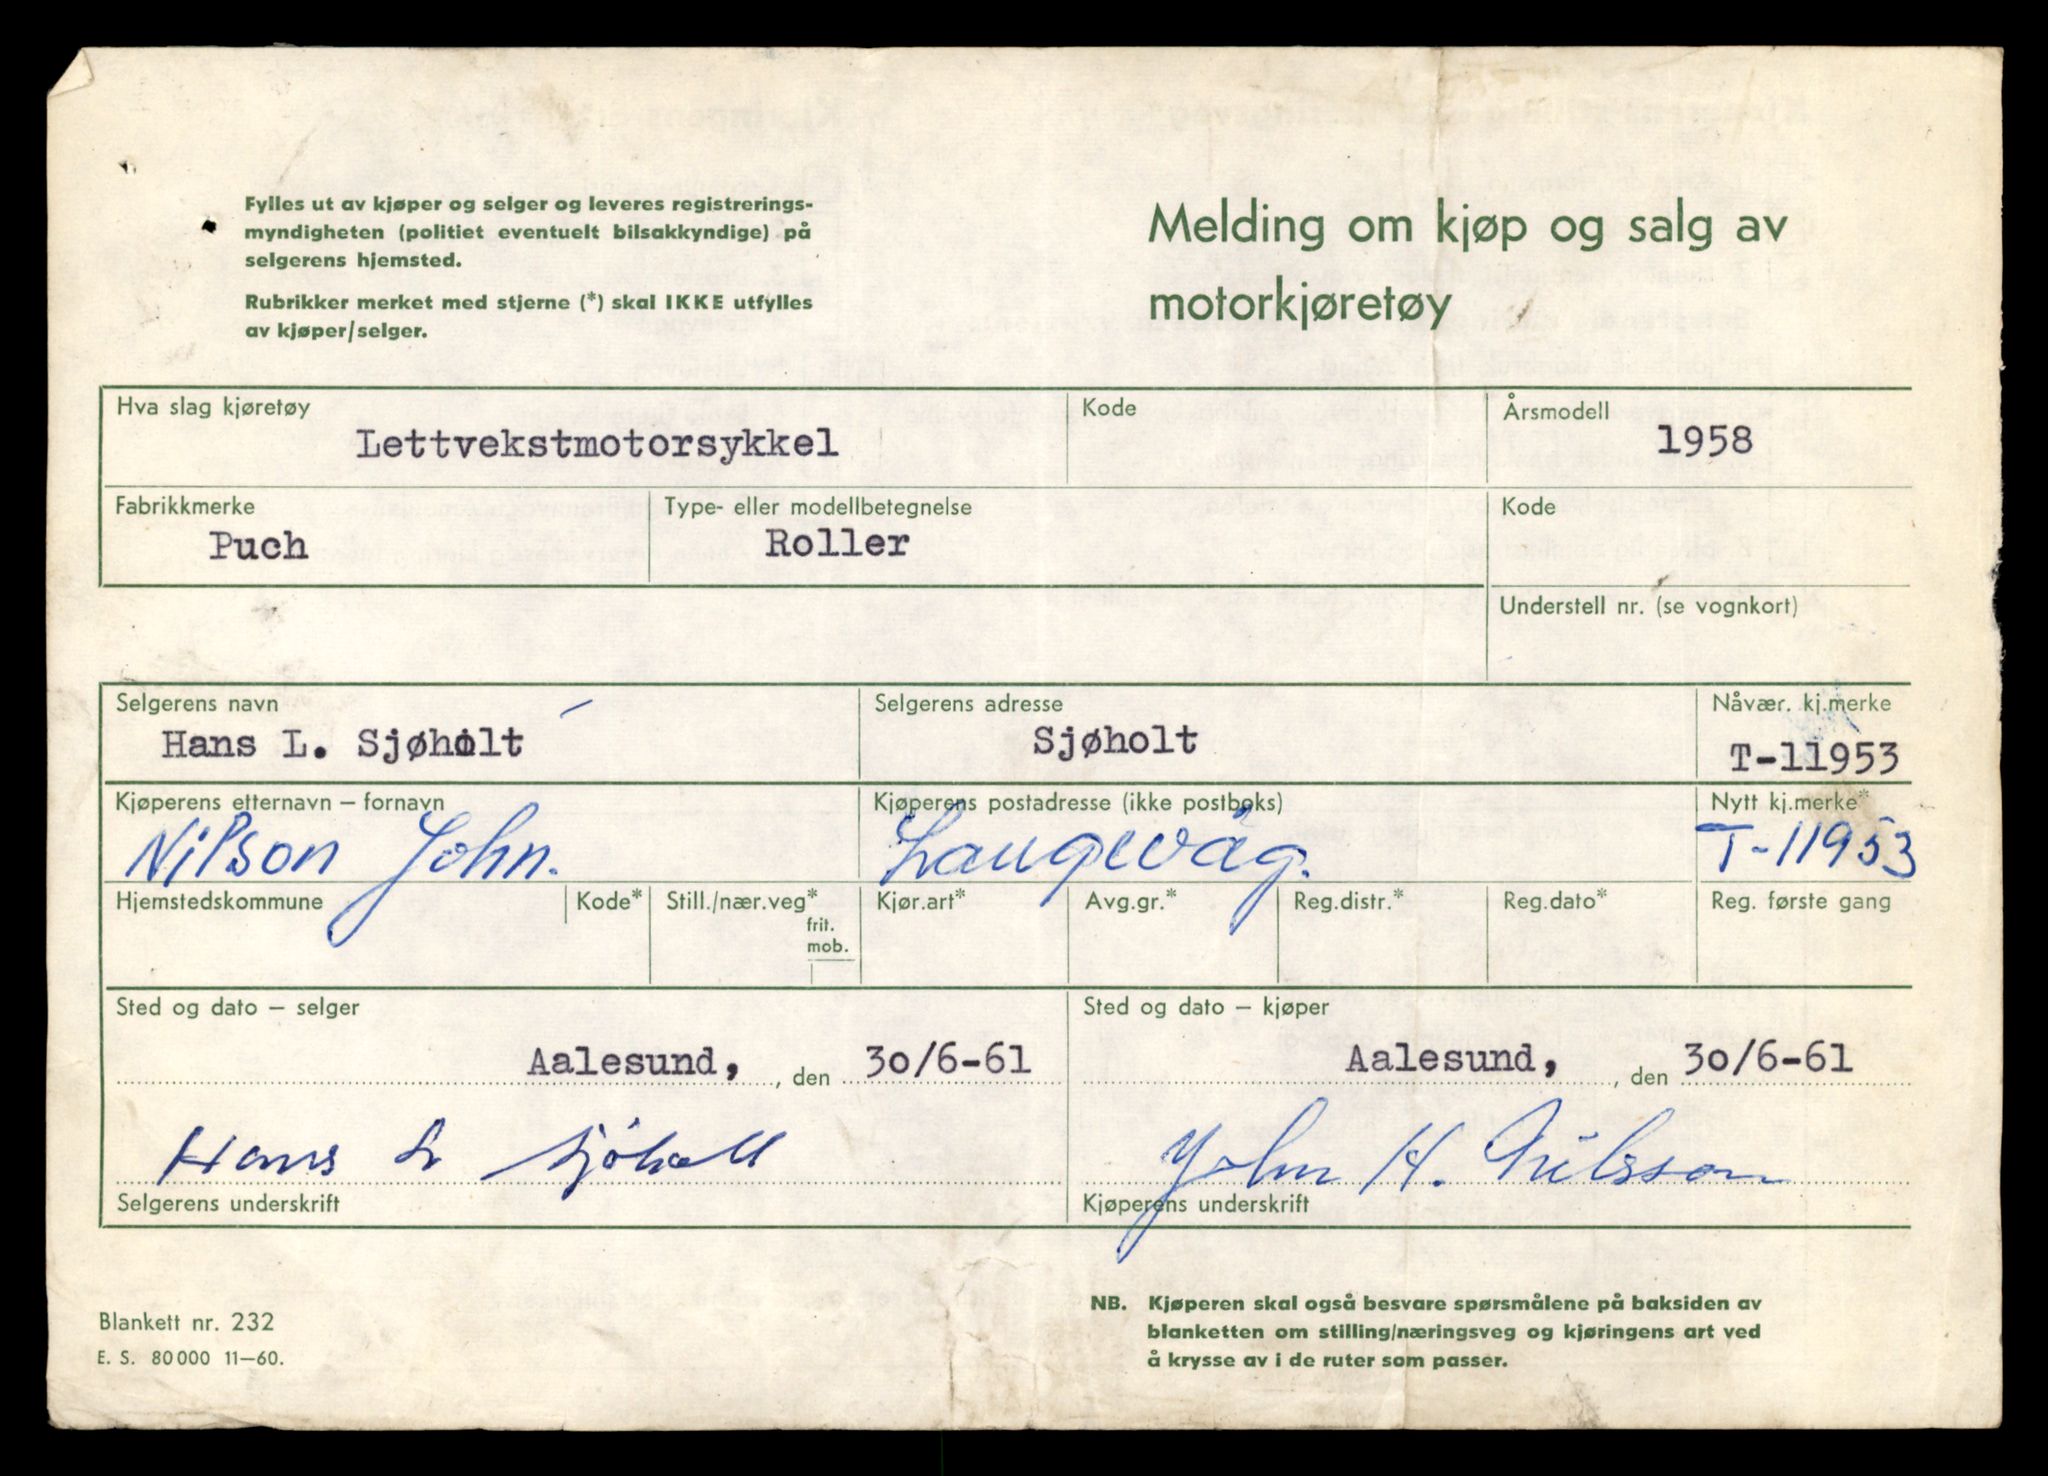 Fylles ut av kjøper og selger og leveres registrerings-
myndigheten (politiet eventuelt bilsakkyndige) på
selgerens hjemsted.
Rubrikker merket med stjerne (*) skal IKKE utfylles
av kjøper/selger.
Melding om kjøp og salg av
motorkjøretøy
Hva slag kjøretøy Kode Årsmodell
Lettvekstmotorsykkel 1958
Fabrikkmerke Type- eller modellbetegnelse Kode
Puch Roller
Understell nr. (se vognkort)
Selgerens navn Selgerens adresse Nåvær. kj.merke
Hans L. Sjøholt Sjøholt T-11953
Kjøperens etternavn – fornavn Kjøperens postadresse (ikke postboks) Nytt kj.merke*
Nilson John. Langevåg. T-11953
Hjemstedskommune Kode* Still./nær.veg* Kjør.art* Avg.gr.* Reg.distr.* Reg.dato* Reg. første gang
frit.
mob.
Sted og dato – selger Sted og dato – kjøper
Aalesund, , den 30/6-61 Aalesund, , den 30/6-61
Hans L Sjøholt John H. Nilsson
Selgerens underskrift Kjøperens underskrift
Blankett nr. 232
E. S. 80000 11–60.
NB. Kjøperen skal også besvare spørsmålene på baksiden av
blanketten om stilling/næringsveg og kjøringens art ved
å krysse av i de ruter som passer.